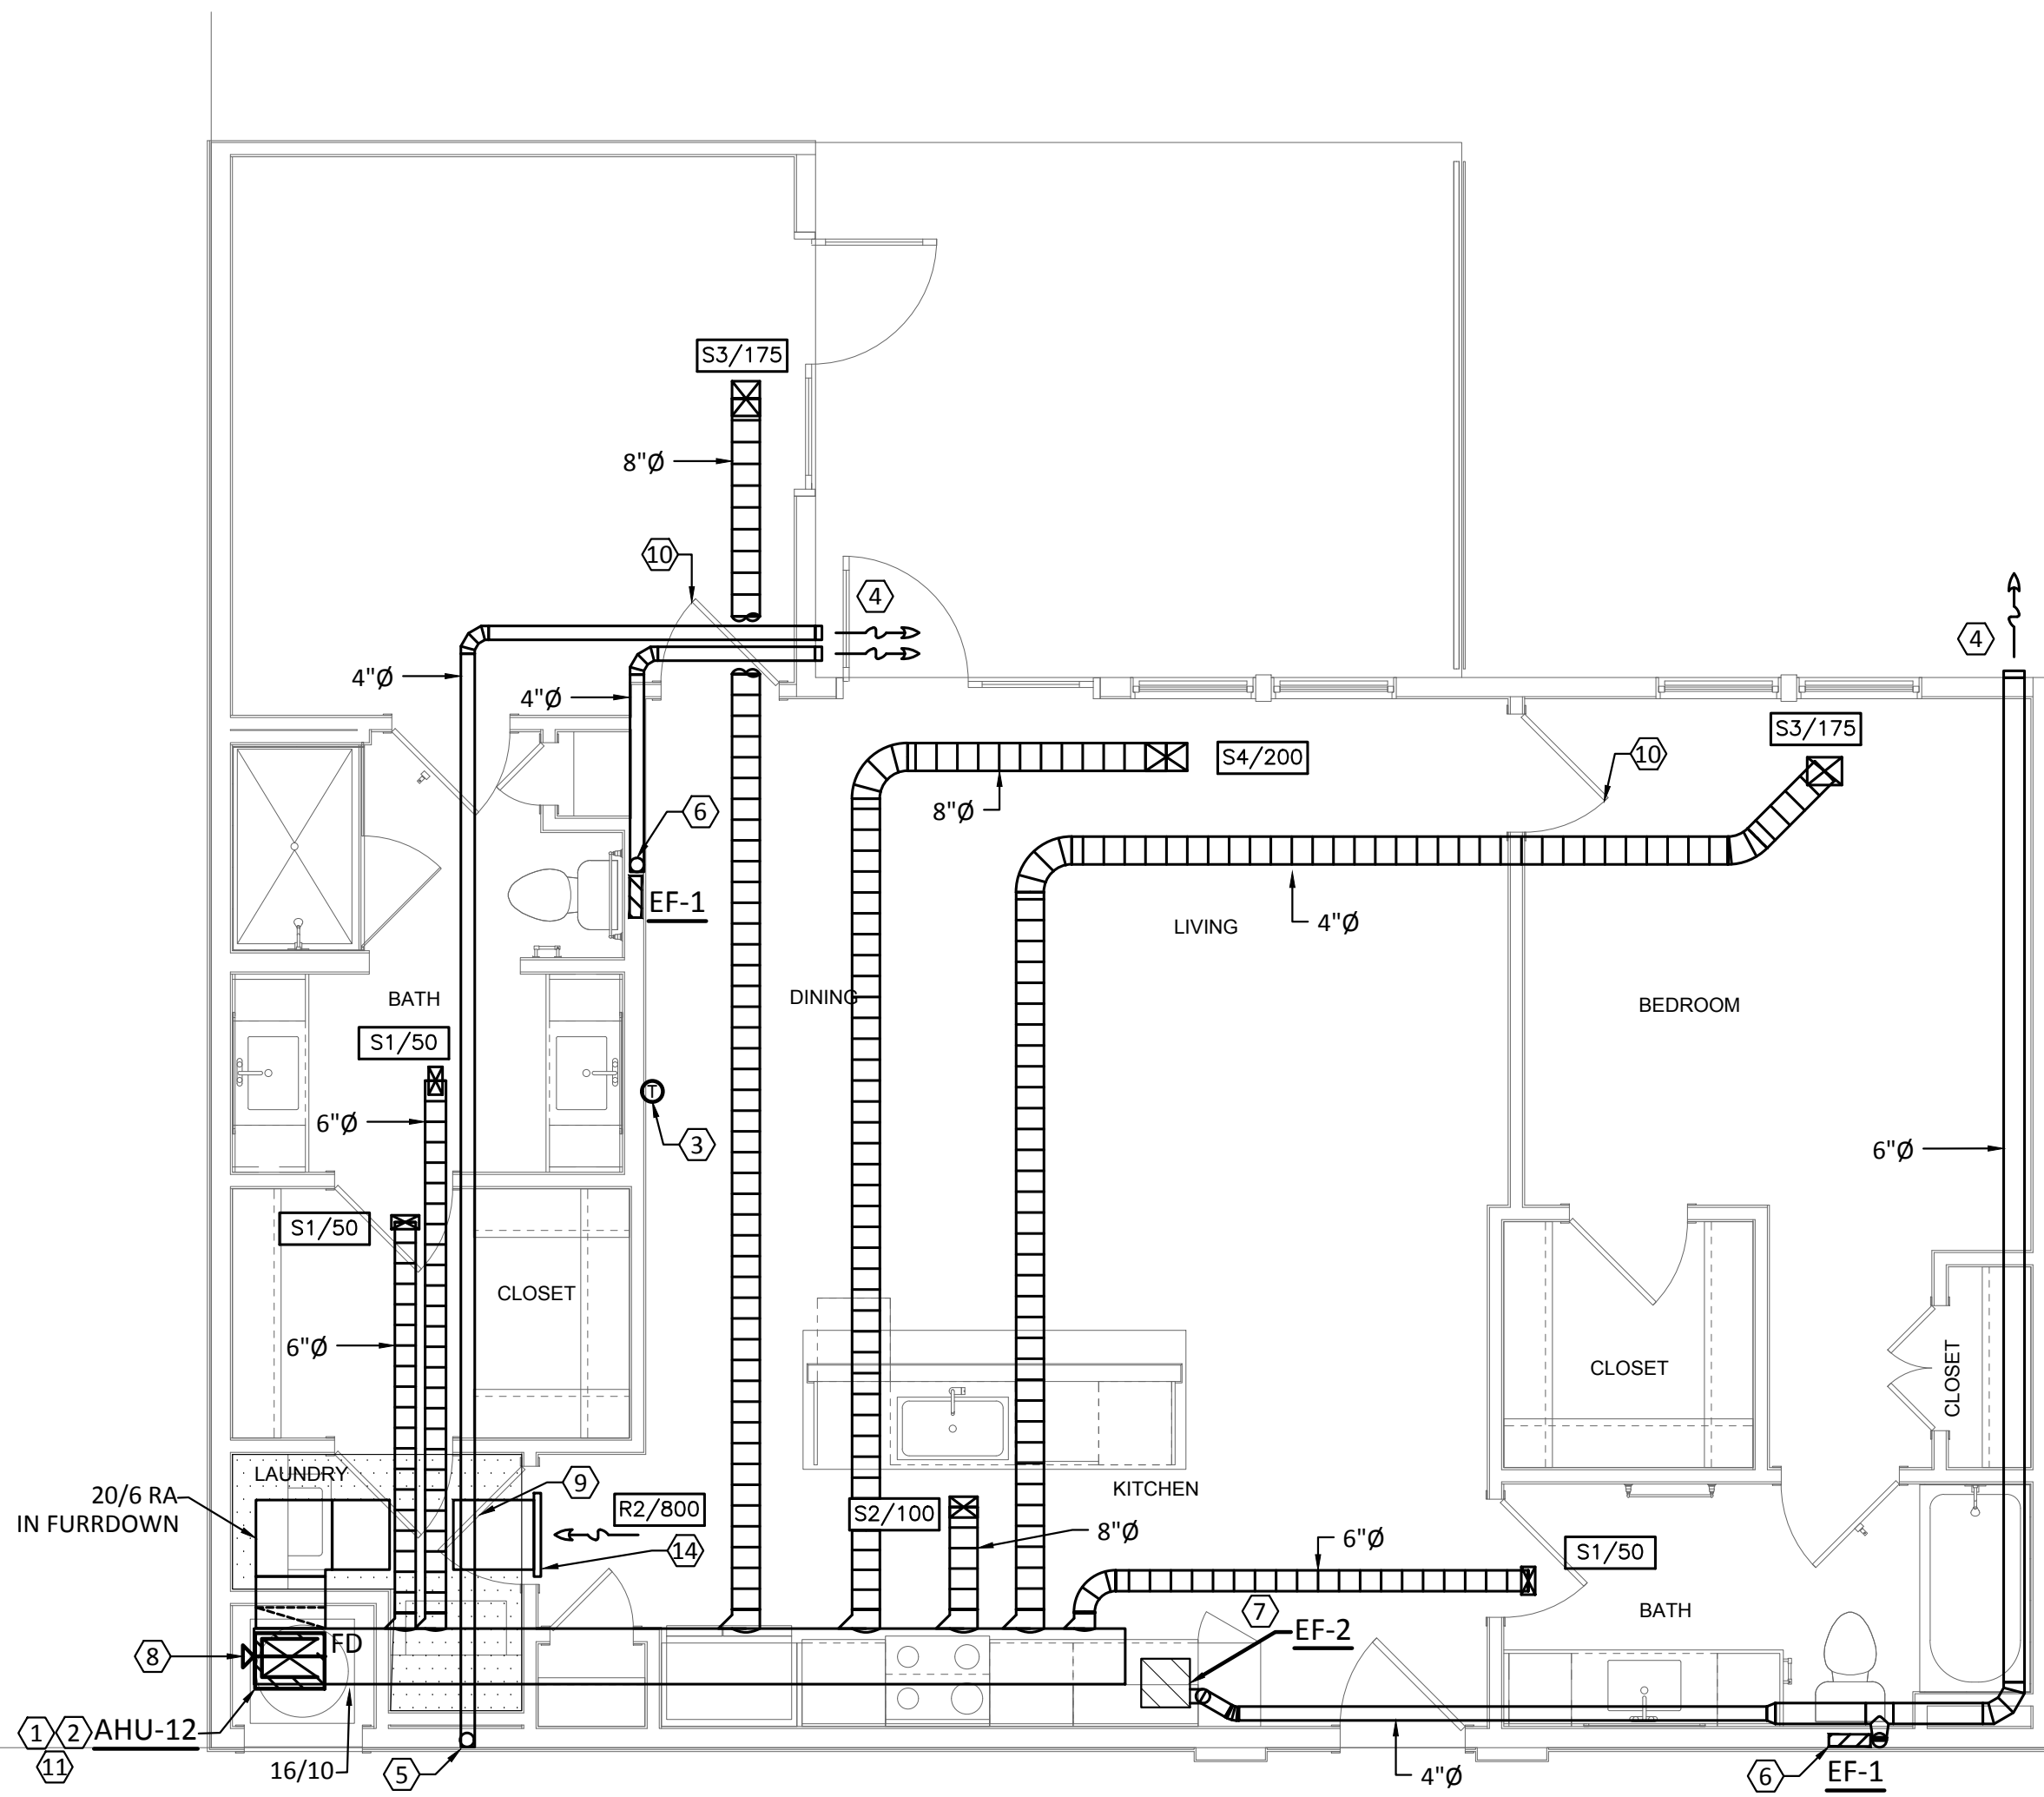 S3/175
8"Ø
10
4
4
4"Ø
4"Ø
S3/175
S4/200
10
8"Ø
6
EF-1
4"Ø
LIVING
DINING
BEDROOM
BATH
S1/50
T
6"Ø
3
6"Ø
S1/50
CLOSET
6"Ø
CLOSET
CLOSET
LAUNDRY
9
KITCHEN
20/6 RA
IN FURRDOWN
R2/800
S2/100
14
8"Ø
6"Ø
S1/50
7
BATH
EF-2
FD
8
1 2 AHU-12
11
16/10
5
4"Ø
6
EF-1